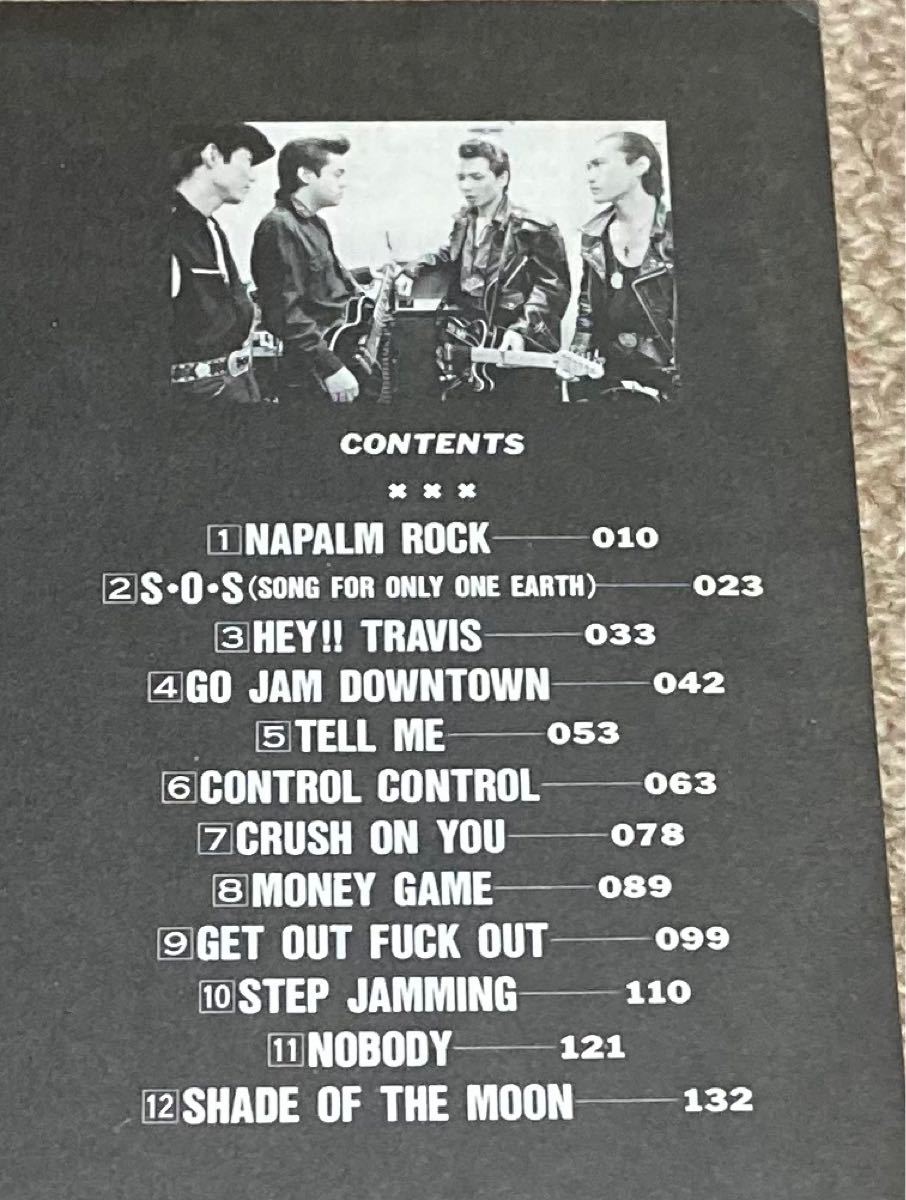 CONTENTS
× × ×
1 NAPALM ROCK——010
2 S•O•S (SONG FOR ONLY ONE EARTH)——023
3 HEY!! TRAVIS——033
4 GO JAM DOWNTOWN——042
5 TELL ME——053
6 CONTROL CONTROL——063
7 CRUSH ON YOU——078
8 MONEY GAME——089
9 GET OUT FUCK OUT——099
10 STEP JAMMING——110
11 NOBODY——121
12 SHADE OF THE MOON——132